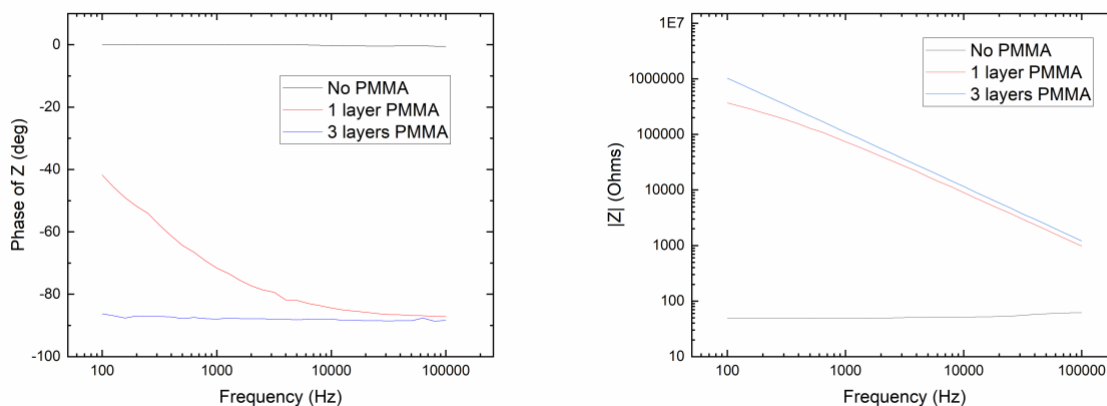 0
-20
-40
-60
-80
-100
Phase of Z (deg)
No PMMA
1 layer PMMA
3 layers PMMA
100
1000
10000
100000
Frequency (Hz)
1E7
1000000
100000
10000
1000
100
10
|Z| (Ohms)
No PMMA
1 layer PMMA
3 layers PMMA
100
1000
10000
100000
Frequency (Hz)